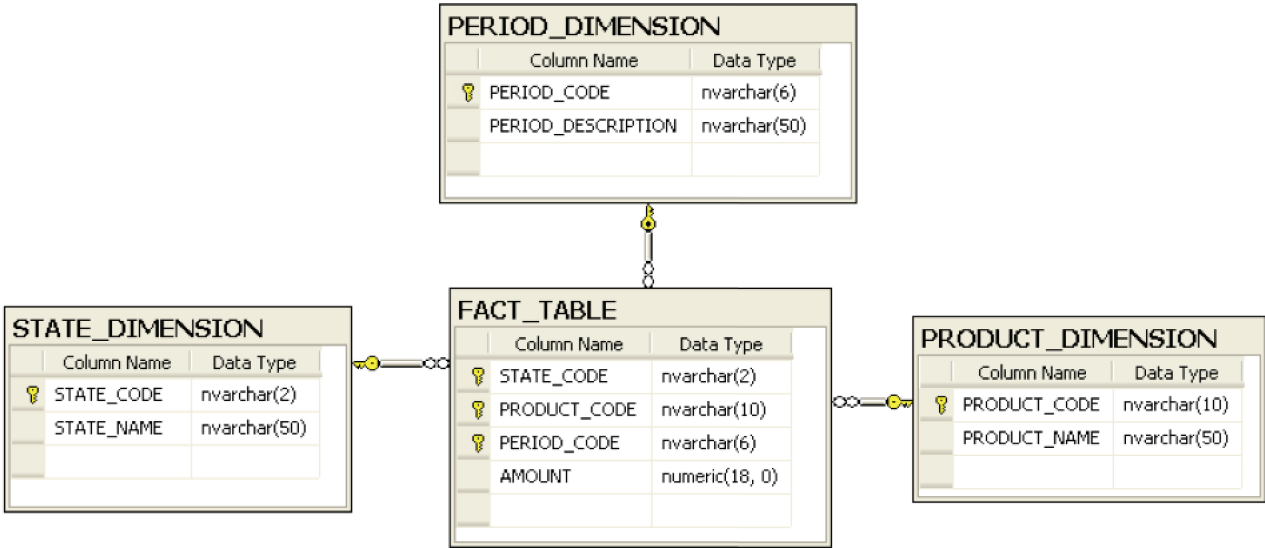 PERIOD_DIMENSION
Column Name Data Type
PERIOD_CODE nvarchar(6)
PERIOD_DESCRIPTION nvarchar(50)
STATE_DIMENSION
Column Name Data Type
STATE_CODE nvarchar(2)
STATE_NAME nvarchar(50)
FACT_TABLE
Column Name Data Type
STATE_CODE nvarchar(2)
PRODUCT_CODE nvarchar(10)
PERIOD_CODE nvarchar(6)
AMOUNT numeric(18, 0)
PRODUCT_DIMENSION
Column Name Data Type
PRODUCT_CODE nvarchar(10)
PRODUCT_NAME nvarchar(50)